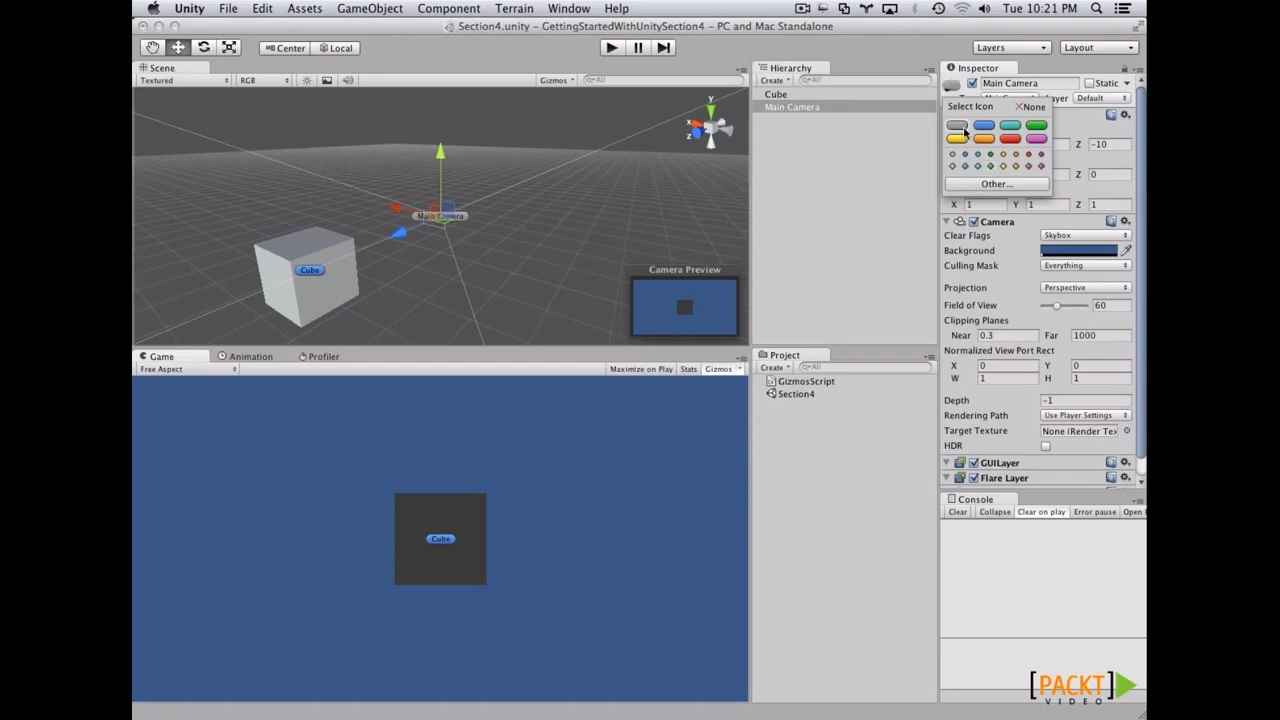 Unity File Edit Assets GameObject Component Terrain Window Help Tue 10:21 PM
Section4.unity - GettingStartedWithUnitySection4 - PC and Mac Standalone
Center Local Layers Layout
Scene
Textured RGB Gizmos All
y
x
z
Main Camera
Cube
Camera Preview
Game Animation Profiler
Free Aspect Maximize on Play Stats Gizmos
Cube
Hierarchy
Create All
Cube
Main Camera
Project
Create All
GizmosScript
Section4
Inspector
Main Camera Static
Default
Select Icon None
Other...
Z -10
Z 0
X 1 Y 1 Z 1
Camera
Clear Flags Skybox
Background
Culling Mask Everything
Projection Perspective
Field of View 60
Clipping Planes
Near 0.3 Far 1000
Normalized View Port Rect
X 0 Y 0
W 1 H 1
Depth -1
Rendering Path Use Player Settings
Target Texture None (Render Tex
HDR
GUILayer
Flare Layer
Console
Clear Collapse Clear on play Error pause Open
[PACKT]
VIDEO